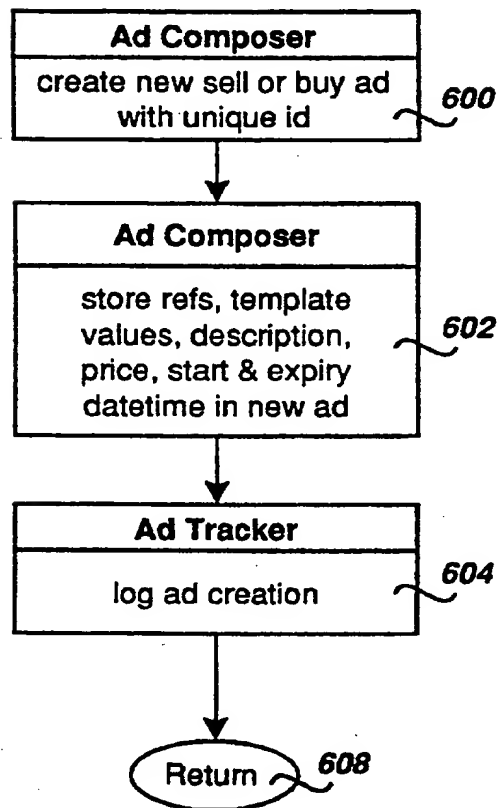 Ad Composer
create new sell or buy ad
with unique id
600
Ad Composer
store refs, template
values, description,
price, start & expiry
datetime in new ad
602
Ad Tracker
log ad creation
604
Return
608